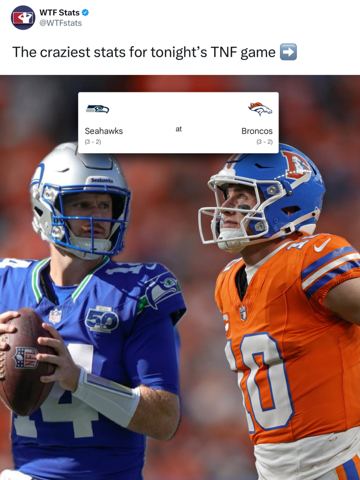 WTF Stats
@WTFstats
The craziest stats for tonight’s TNF game ➡️
Seahawks at Broncos
(3 - 2) (3 - 2)
Seahawks
50
NFL
14
10
D